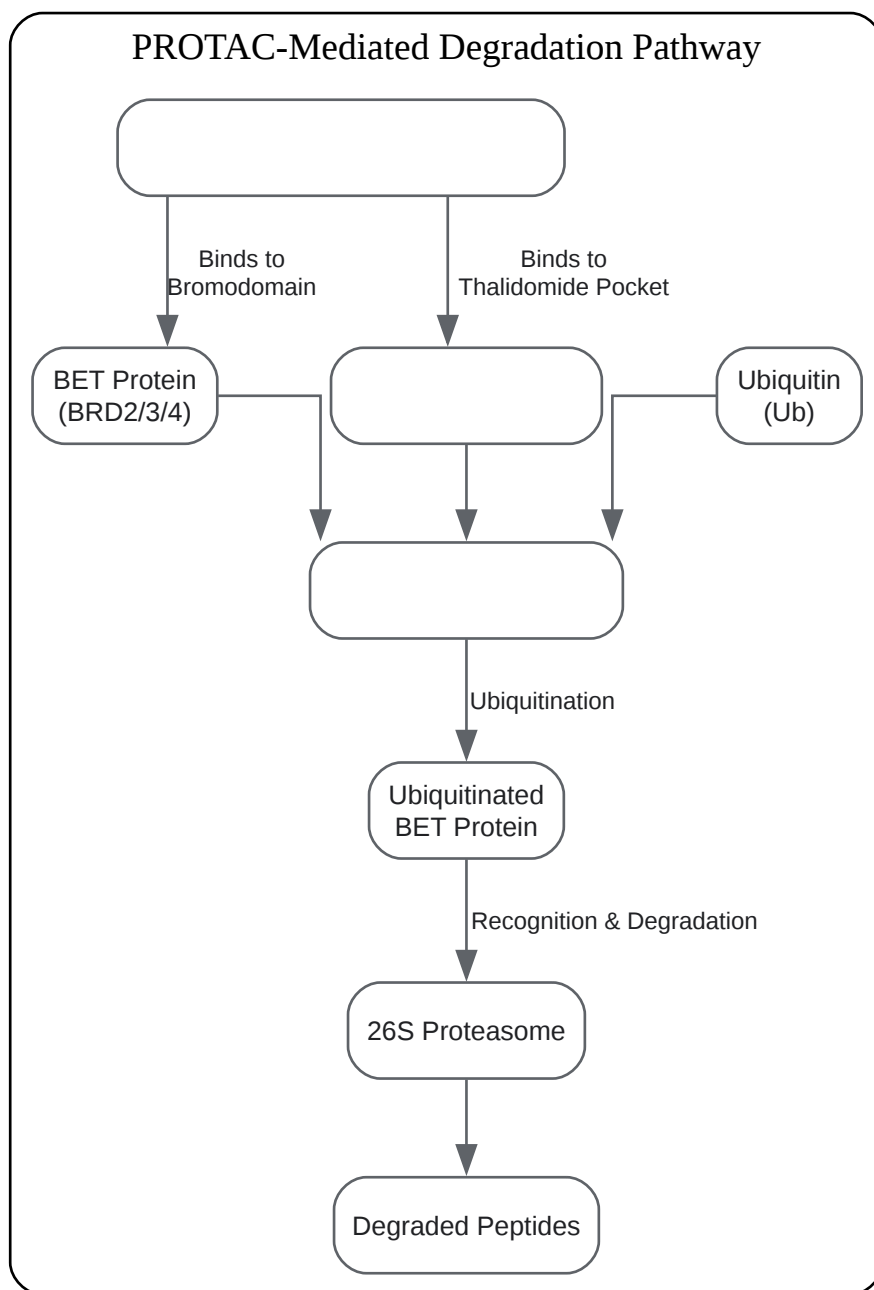 PROTAC-Mediated Degradation Pathway
Binds to
Bromodomain
Binds to
Thalidomide Pocket
BET Protein
(BRD2/3/4)
Ubiquitin
(Ub)
Ubiquitination
Ubiquitinated
BET Protein
Recognition & Degradation
26S Proteasome
Degraded Peptides